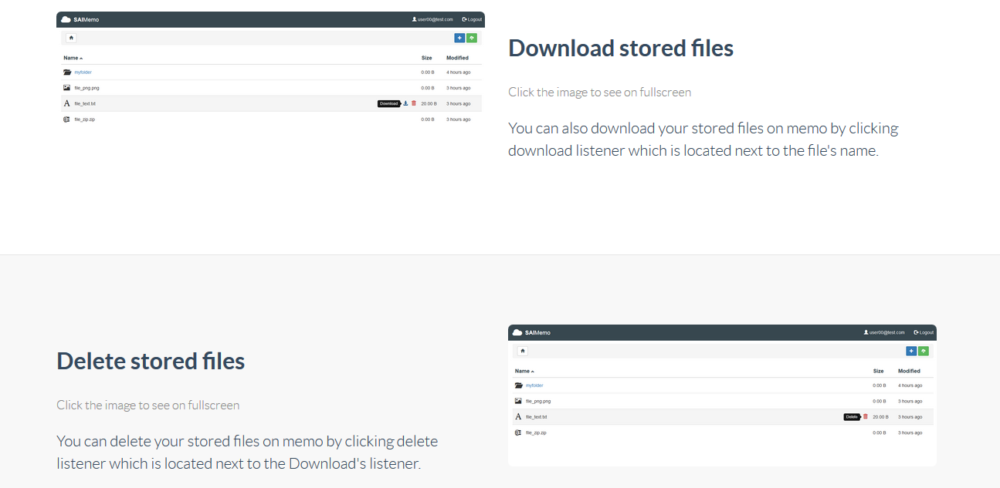 SAIMemo user00@test.com Logout
Name Size Modified
myfolder 0.00 B 4 hours ago
file_png.png 0.00 B 3 hours ago
file_text.txt Download 20.00 B 3 hours ago
file_zip.zip 0.00 B 3 hours ago
Download stored files
Click the image to see on fullscreen
You can also download your stored files on memo by clicking
download listener which is located next to the file's name.
Delete stored files
Click the image to see on fullscreen
You can delete your stored files on memo by clicking delete
listener which is located next to the Download's listener.
SAIMemo user00@test.com Logout
Name Size Modified
myfolder 0.00 B 4 hours ago
file_png.png 0.00 B 3 hours ago
file_text.txt Delete 20.00 B 3 hours ago
file_zip.zip 0.00 B 3 hours ago